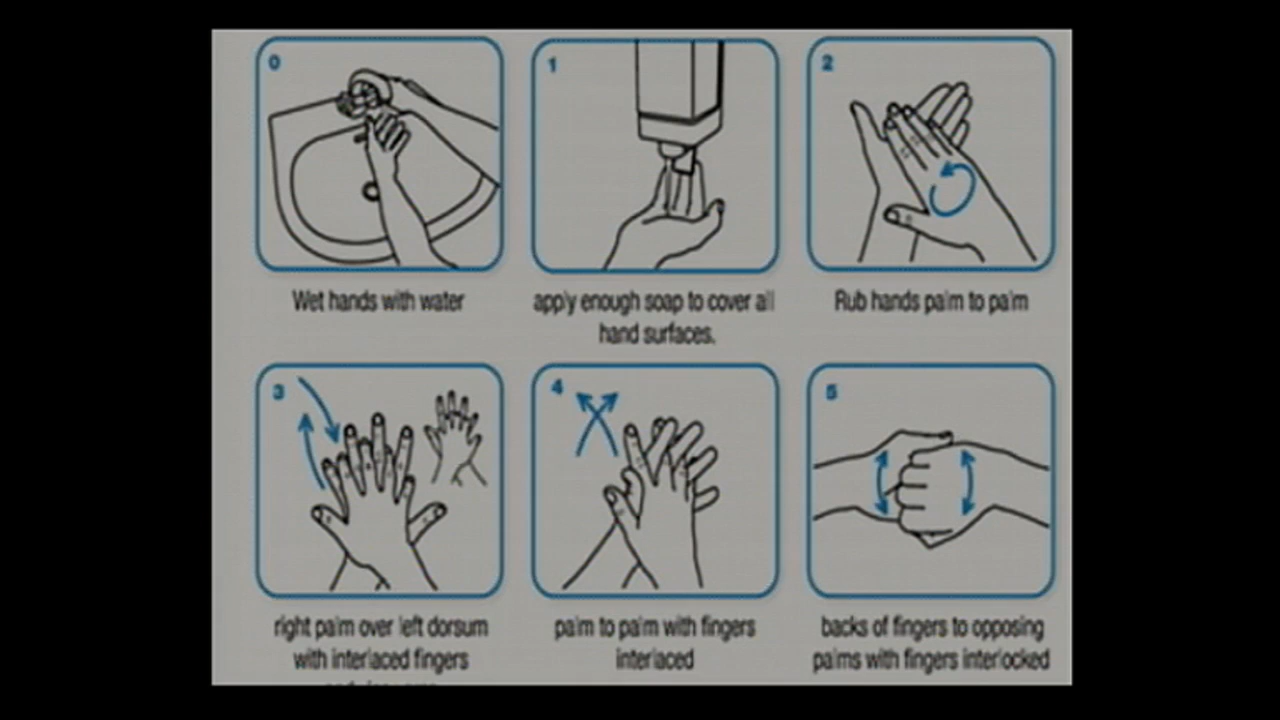 0
1
2
Wet hands with water
apply enough soap to cover all
hand surfaces.
Rub hands palm to palm
3
4
5
right palm over left dorsum
with interlaced fingers
palm to palm with fingers
interlaced
backs of fingers to opposing
palms with fingers interlocked